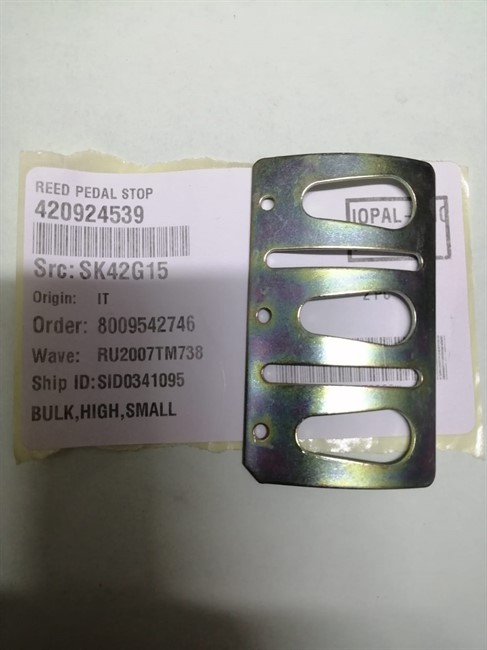 REED PEDAL STOP
420924539
Src: SK42G15
Origin: IT
Order: 8009542746
Wave: RU2007TM738
Ship ID: SID0341095
BULK,HIGH,SMALL